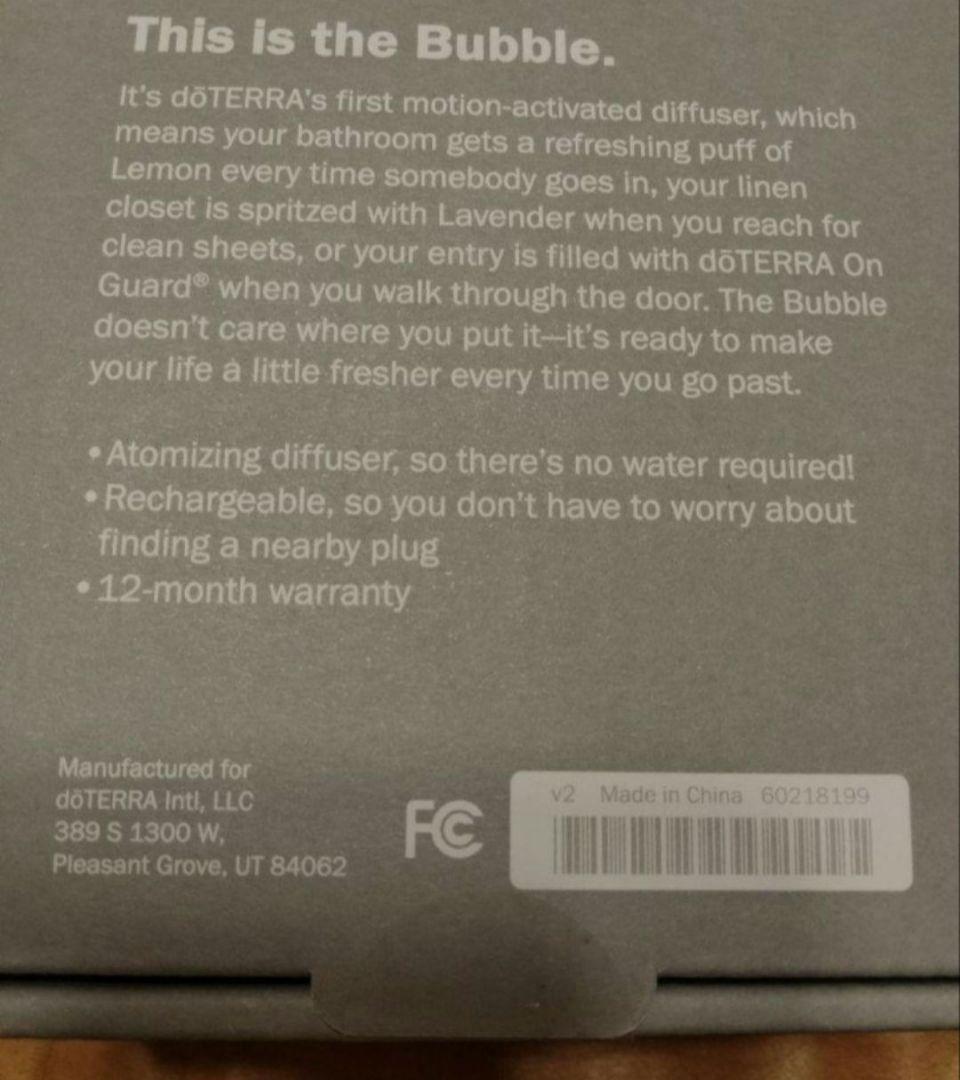 This is the Bubble.
It's dōTERRA's first motion-activated diffuser, which
means your bathroom gets a refreshing puff of
Lemon every time somebody goes in, your linen
closet is spritzed with Lavender when you reach for
clean sheets, or your entry is filled with dōTERRA On
Guard® when you walk through the door. The Bubble
doesn't care where you put it—it's ready to make
your life a little fresher every time you go past.
• Atomizing diffuser, so there's no water required!
• Rechargeable, so you don't have to worry about
finding a nearby plug
• 12-month warranty
Manufactured for
dōTERRA Intl, LLC
389 S 1300 W,
Pleasant Grove, UT 84062
FC
v2 Made in China 60218199